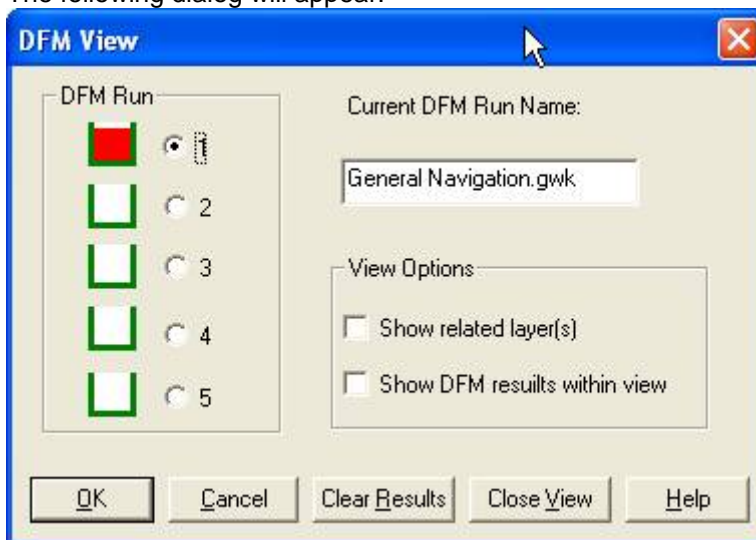 The following dialog will appear:
DFM View
DFM Run
1
2
3
4
5
Current DFM Run Name:
General Navigation.gwk
View Options
Show related layer(s)
Show DFM resuilts within view
OK
Cancel
Clear Results
Close View
Help